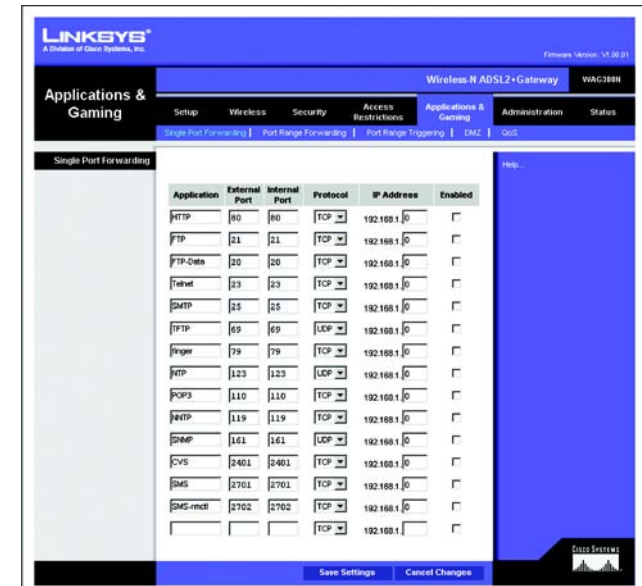 LINKSYS®
A Division of Cisco Systems, Inc.
Firmware Version: V1.00.01
Wireless-N ADSL2+Gateway WAG300N
Applications & Gaming
Setup Wireless Security Access Restrictions Applications & Gaming Administration Status
Single Port Forwarding | Port Range Forwarding | Port Range Triggering | DMZ | QoS
Single Port Forwarding
Help...
Application External Port Internal Port Protocol IP Address Enabled
HTTP 80 80 TCP 192.168.1. 0
FTP 21 21 TCP 192.168.1. 0
FTP-Data 20 20 TCP 192.168.1. 0
Telnet 23 23 TCP 192.168.1. 0
SMTP 25 25 TCP 192.168.1. 0
TFTP 69 69 UDP 192.168.1. 0
finger 79 79 TCP 192.168.1. 0
NTP 123 123 UDP 192.168.1. 0
POP3 110 110 TCP 192.168.1. 0
NNTP 119 119 TCP 192.168.1. 0
SNMP 161 161 UDP 192.168.1. 0
CVS 2401 2401 TCP 192.168.1. 0
SMS 2701 2701 TCP 192.168.1. 0
SMS-rmctl 2702 2702 TCP 192.168.1. 0
TCP 192.168.1.
Save Settings Cancel Changes
CISCO SYSTEMS